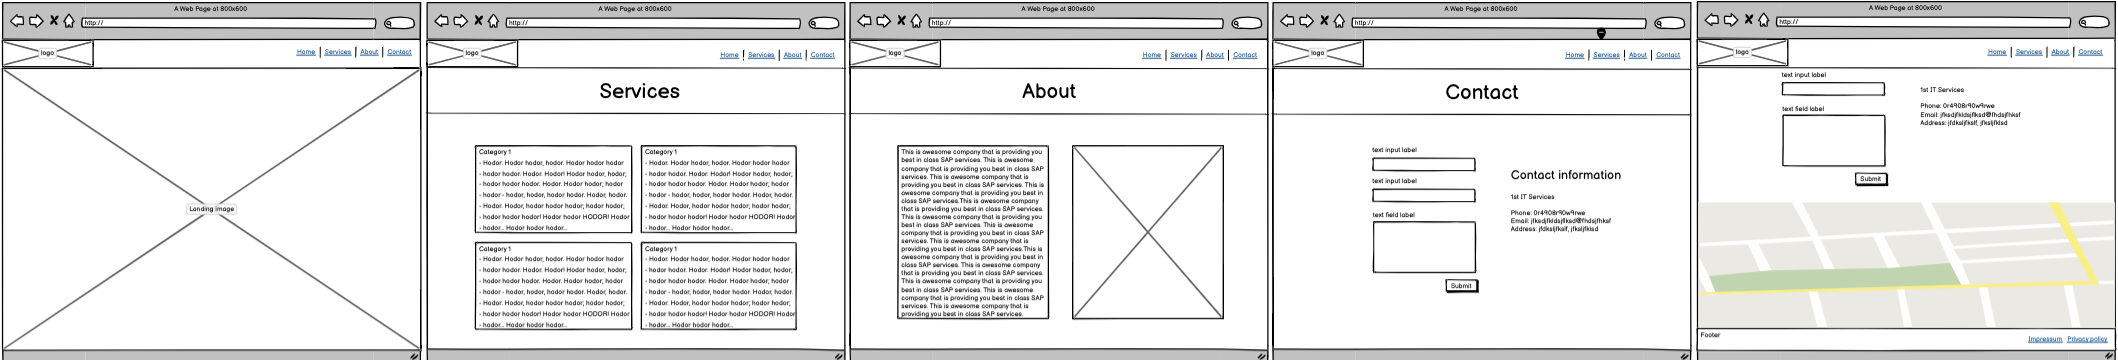 A Web Page at 800x600
http://
logo
Home Services About Contact
Landing image
A Web Page at 800x600
http://
logo
Home Services About Contact
Services
Category 1
- Hodor. Hodor hodor, hodor. Hodor hodor hodor
- hodor hodor. Hodor! Hodor hodor, hodor;
- hodor hodor hodor. Hodor. Hodor hodor
- hodor - hodor, hodor. Hodor hodor, hodor.
- Hodor. Hodor, hodor hodor; hodor hodor;
- hodor hodor hodor! Hodor hodor HODOR! Hodor
- hodor... Hodor hodor hodor...
Category 1
- Hodor. Hodor hodor, hodor. Hodor hodor hodor
- hodor hodor. Hodor! Hodor hodor, hodor;
- hodor hodor hodor. Hodor. Hodor hodor
- hodor - hodor, hodor. Hodor hodor, hodor.
- Hodor. Hodor, hodor hodor; hodor hodor;
- hodor hodor hodor! Hodor hodor HODOR! Hodor
- hodor... Hodor hodor hodor...
Category 1
- Hodor. Hodor hodor, hodor. Hodor hodor
- hodor hodor. Hodor! Hodor hodor, hodor;
- hodor hodor hodor. Hodor. Hodor hodor
- hodor - hodor, hodor. Hodor. Hodor, hodor.
- Hodor. Hodor, hodor hodor; hodor hodor;
- hodor hodor hodor! Hodor hodor HODOR! Hodor
- hodor... Hodor hodor hodor...
Category 1
- Hodor. Hodor hodor, hodor. Hodor hodor
- hodor hodor. Hodor! Hodor hodor, hodor;
- hodor hodor hodor. Hodor. Hodor hodor
- hodor - hodor, hodor. Hodor. Hodor, hodor.
- Hodor. Hodor, hodor hodor; hodor hodor;
- hodor hodor hodor! Hodor hodor HODOR! Hodor
- hodor... Hodor hodor hodor...
A Web Page at 800x600
http://
logo
Home Services About Contact
About
This is awesome company that is providing you
best in class SAP services. This is awesome
company that is providing you best in class SAP
services. This is awesome company that is
providing you best in class SAP services. This is
awesome company that is providing you best in
class SAP services.This is awesome company
that is providing you best in class SAP services.
This is awesome company that is providing you
best in class SAP services. This is awesome
company that is providing you best in class SAP
services. This is awesome company that is
providing you best in class SAP services.This is
awesome company that is providing you best in
class SAP services. This is awesome company
that is providing you best in class SAP services.
This is awesome company that is providing you
best in class SAP services. This is awesome
company that is providing you best in class SAP
services. This is awesome company that is
providing you best in class SAP services.
A Web Page at 800x600
http://
logo
Home Services About Contact
Contact
text input label
text input label
text field label
Submit
Contact information
1st IT Services
Phone: 0r4908r90w9rwe
Email: jfksdjfkldsjflksd@fhdsjfhksf
Address: jfdksljfkslf, jfksljfklsd
A Web Page at 800x600
http://
logo
Home Services About Contact
text input label
text field label
Submit
1st IT Services
Phone: 0r4908r90w9rwe
Email: jfksdjfkldsjflksd@fhdsjfhksf
Address: jfdksljfkslf, jfksljfklsd
Footer
Impressum Privacy policy